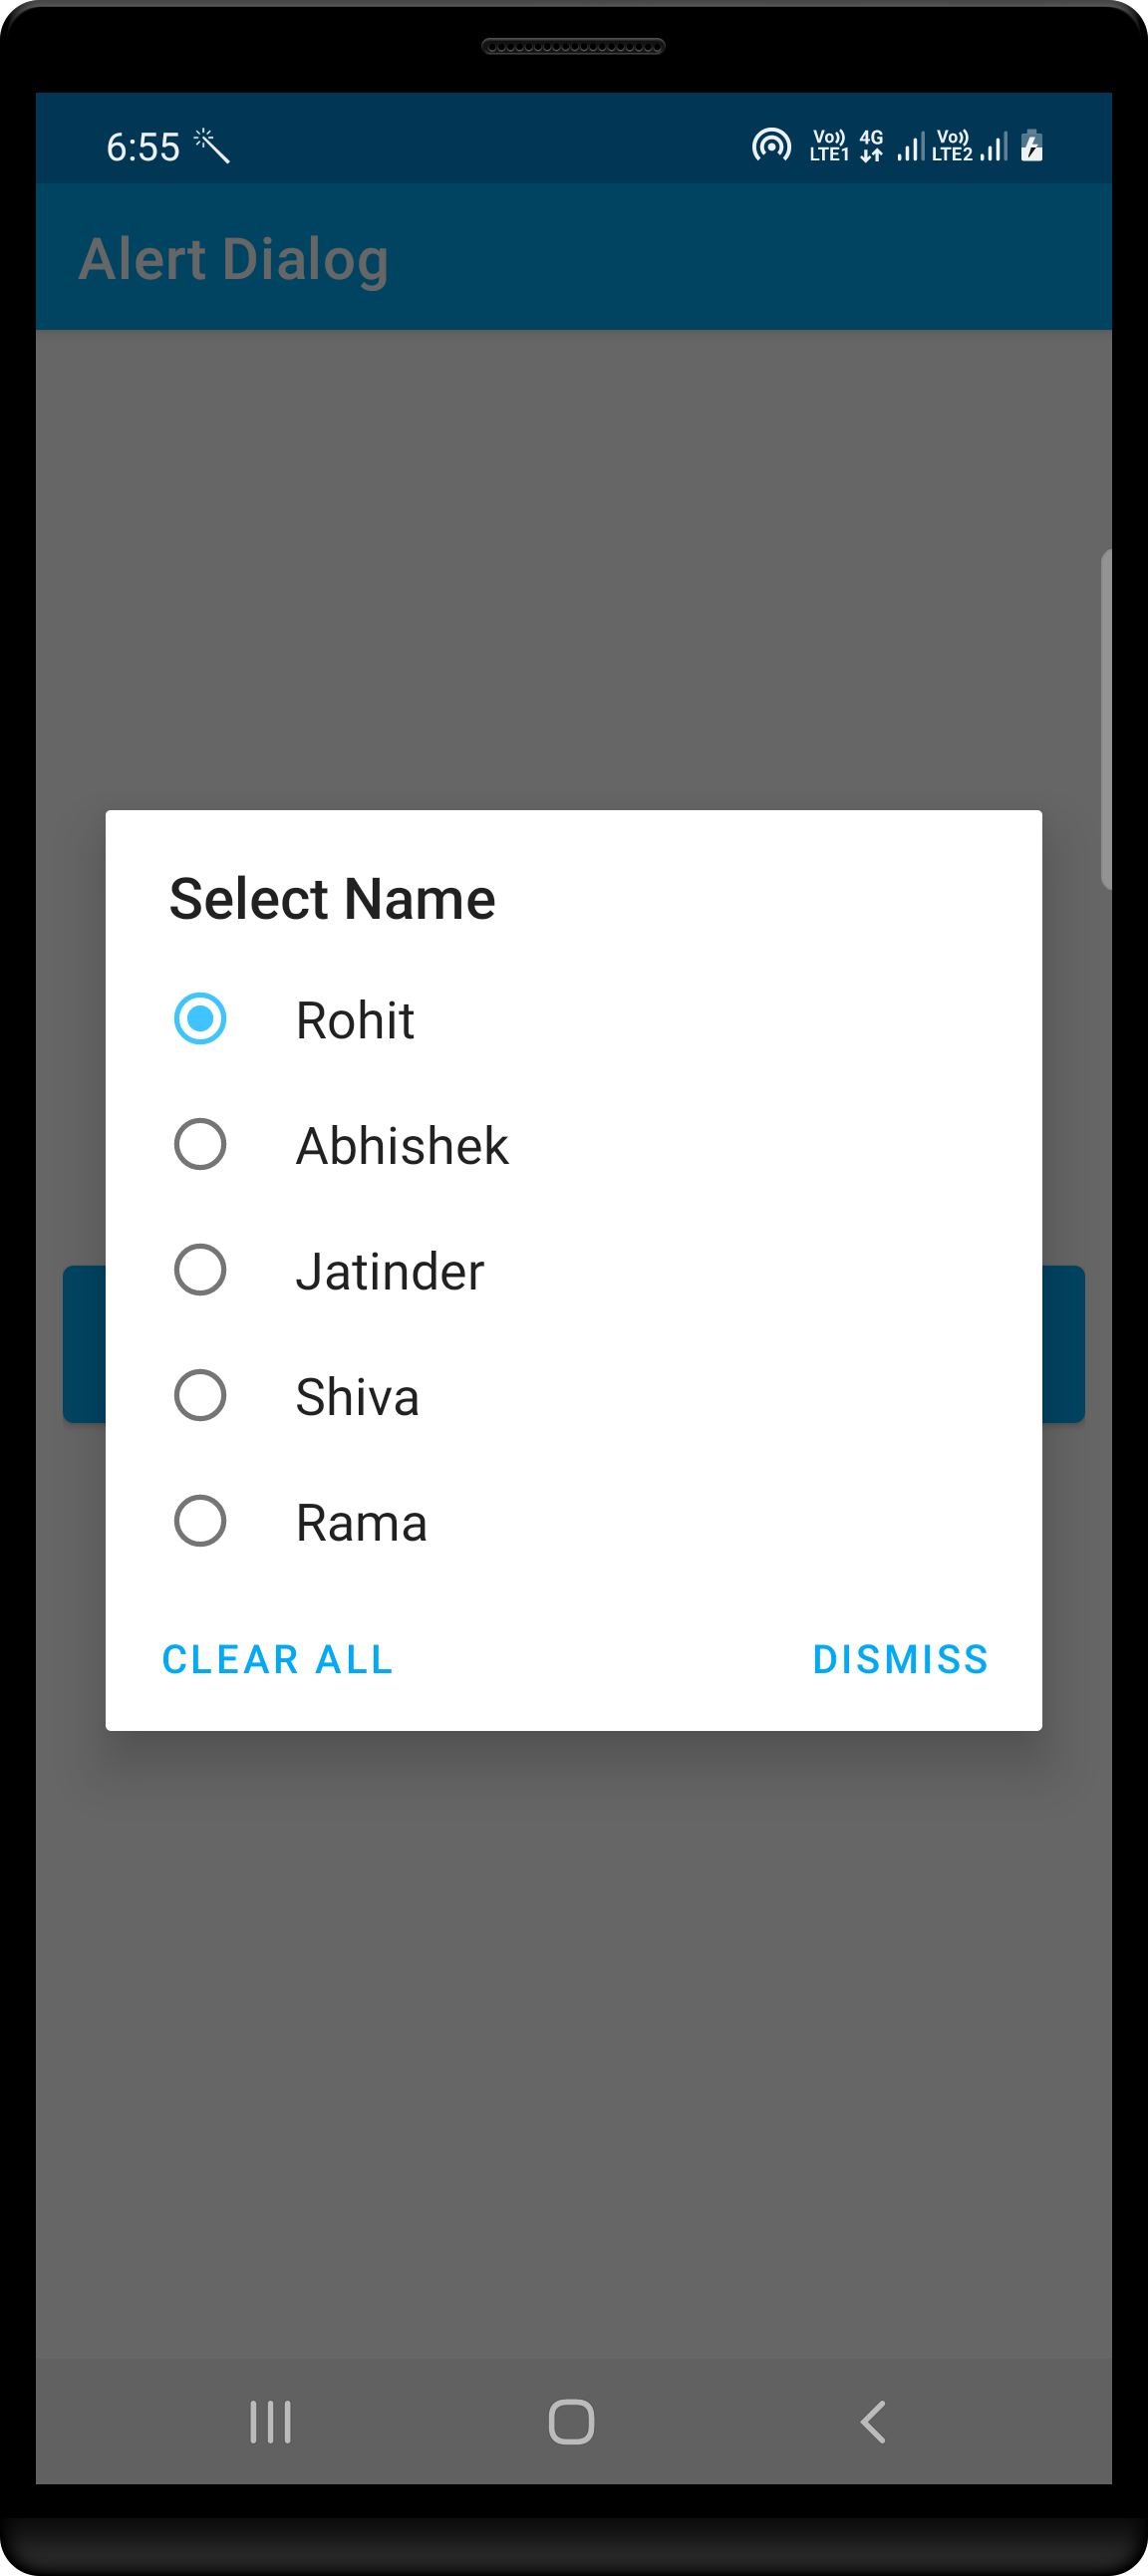 6:55 Vo)) LTE1 4G Vo)) LTE2
Alert Dialog
Select Name
Rohit
Abhishek
Jatinder
Shiva
Rama
CLEAR ALL DISMISS